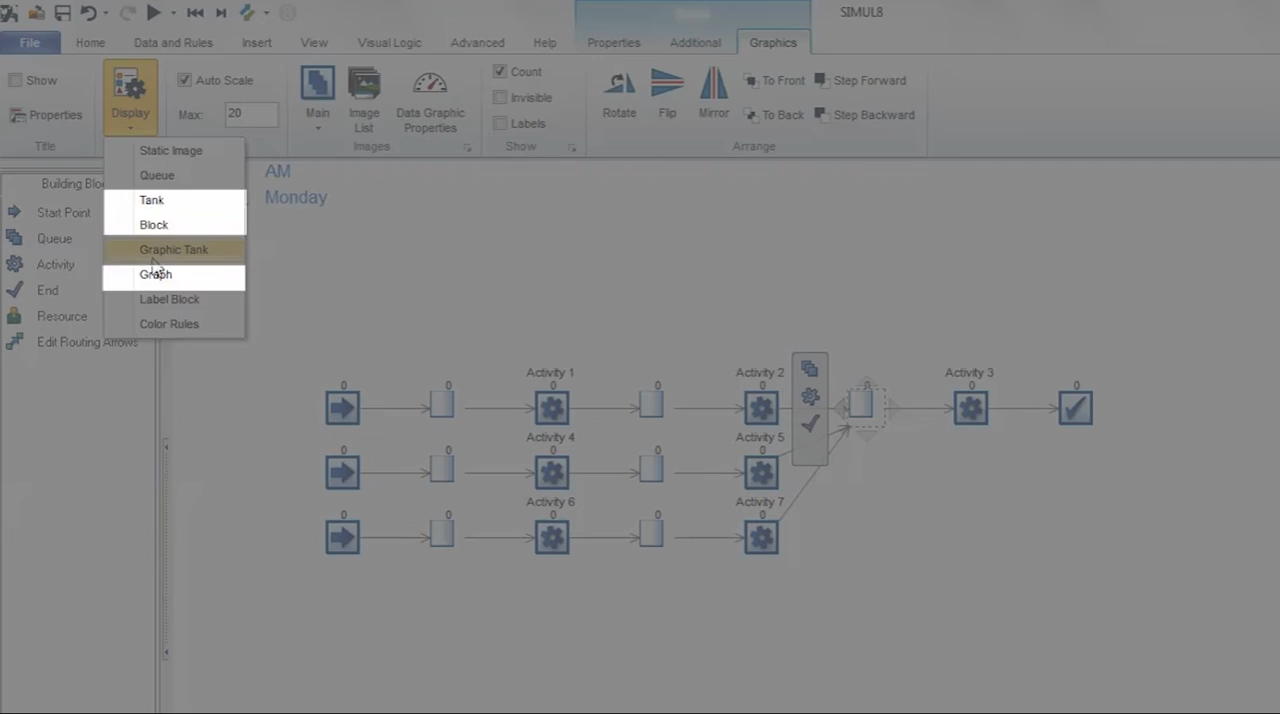 SIMUL8
File Home Data and Rules Insert View Visual Logic Advanced Help Properties Additional Graphics
Show
Properties
Title
Display
Auto Scale
Max: 20
Main
Image List
Data Graphic Properties
Images
Count
Invisible
Labels
Show
Rotate
Flip
Mirror
To Front
To Back
Step Forward
Step Backward
Arrange
Static Image
Queue
Tank
Block
Graphic Tank
Graph
Label Block
Color Rules
Building Bloc
Start Point
Queue
Activity
End
Resource
Edit Routing Arrows
AM
Monday
Activity 1 Activity 2 Activity 3
0 0 0 0 0 0 0 0
Activity 4 Activity 5
0 0 0 0 0
Activity 6 Activity 7
0 0 0 0 0